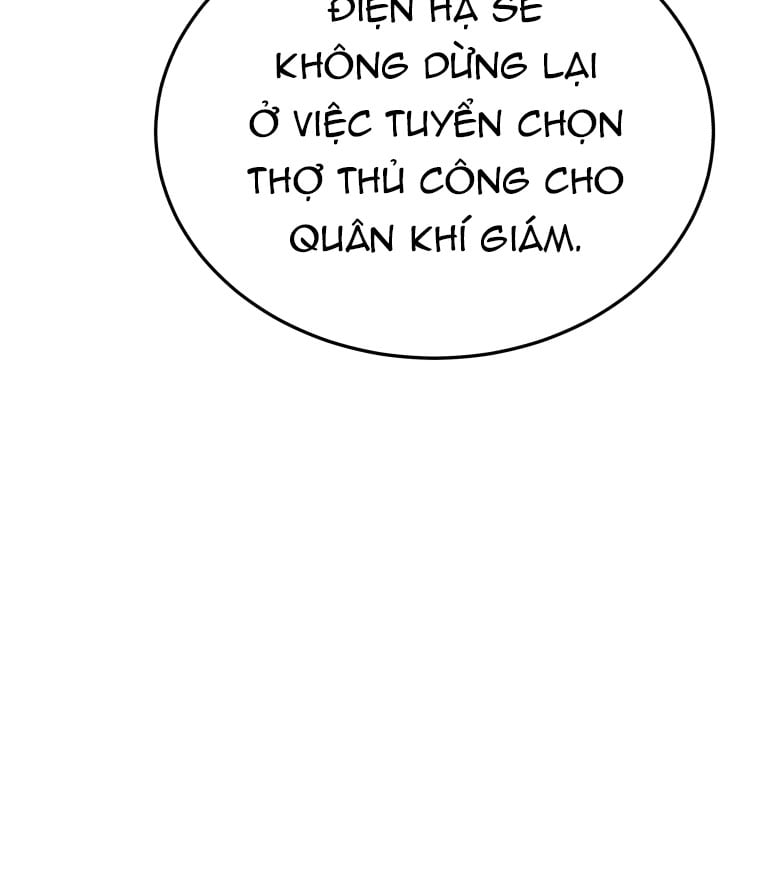 ĐIỆN HẠ SẼ
KHÔNG DỪNG LẠI
Ở VIỆC TUYỂN CHỌN
THỢ THỦ CÔNG CHO
QUÂN KHÍ GIÁM.